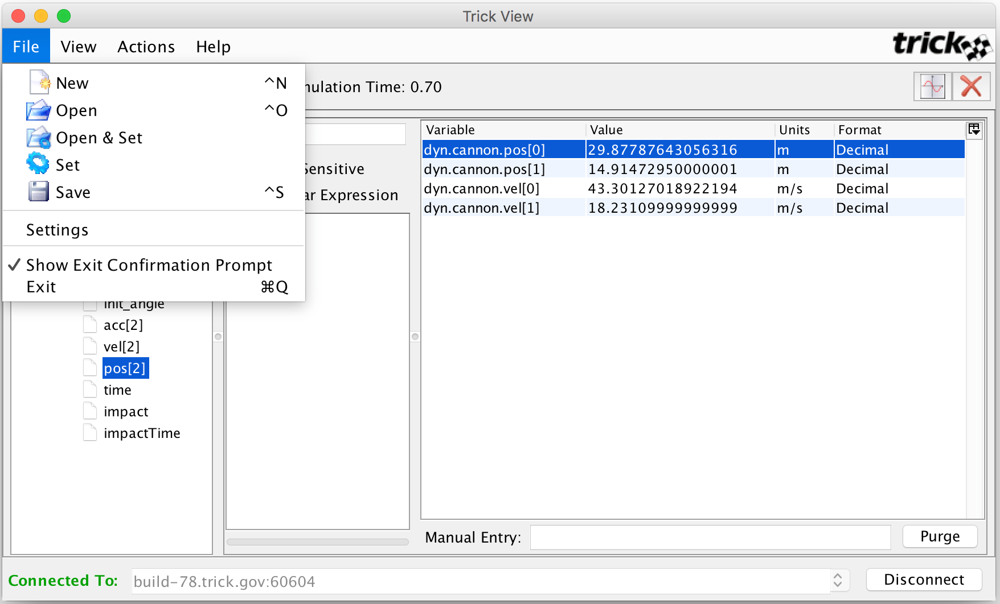 Trick View
File View Actions Help
trick
New ^N
Open ^O
Open & Set
Set
Save ^S
Settings
✓ Show Exit Confirmation Prompt
Exit ⌘Q
Time: 0.70
Expression
init_angle
acc[2]
vel[2]
pos[2]
time
impact
impactTime
Variable Value Units Format
dyn.cannon.pos[0] 29.87787643056316 m Decimal
dyn.cannon.pos[1] 14.91472950000001 m Decimal
dyn.cannon.vel[0] 43.30127018922194 m/s Decimal
dyn.cannon.vel[1] 18.23109999999999 m/s Decimal
Manual Entry: Purge
Connected To: build-78.trick.gov:60604 Disconnect